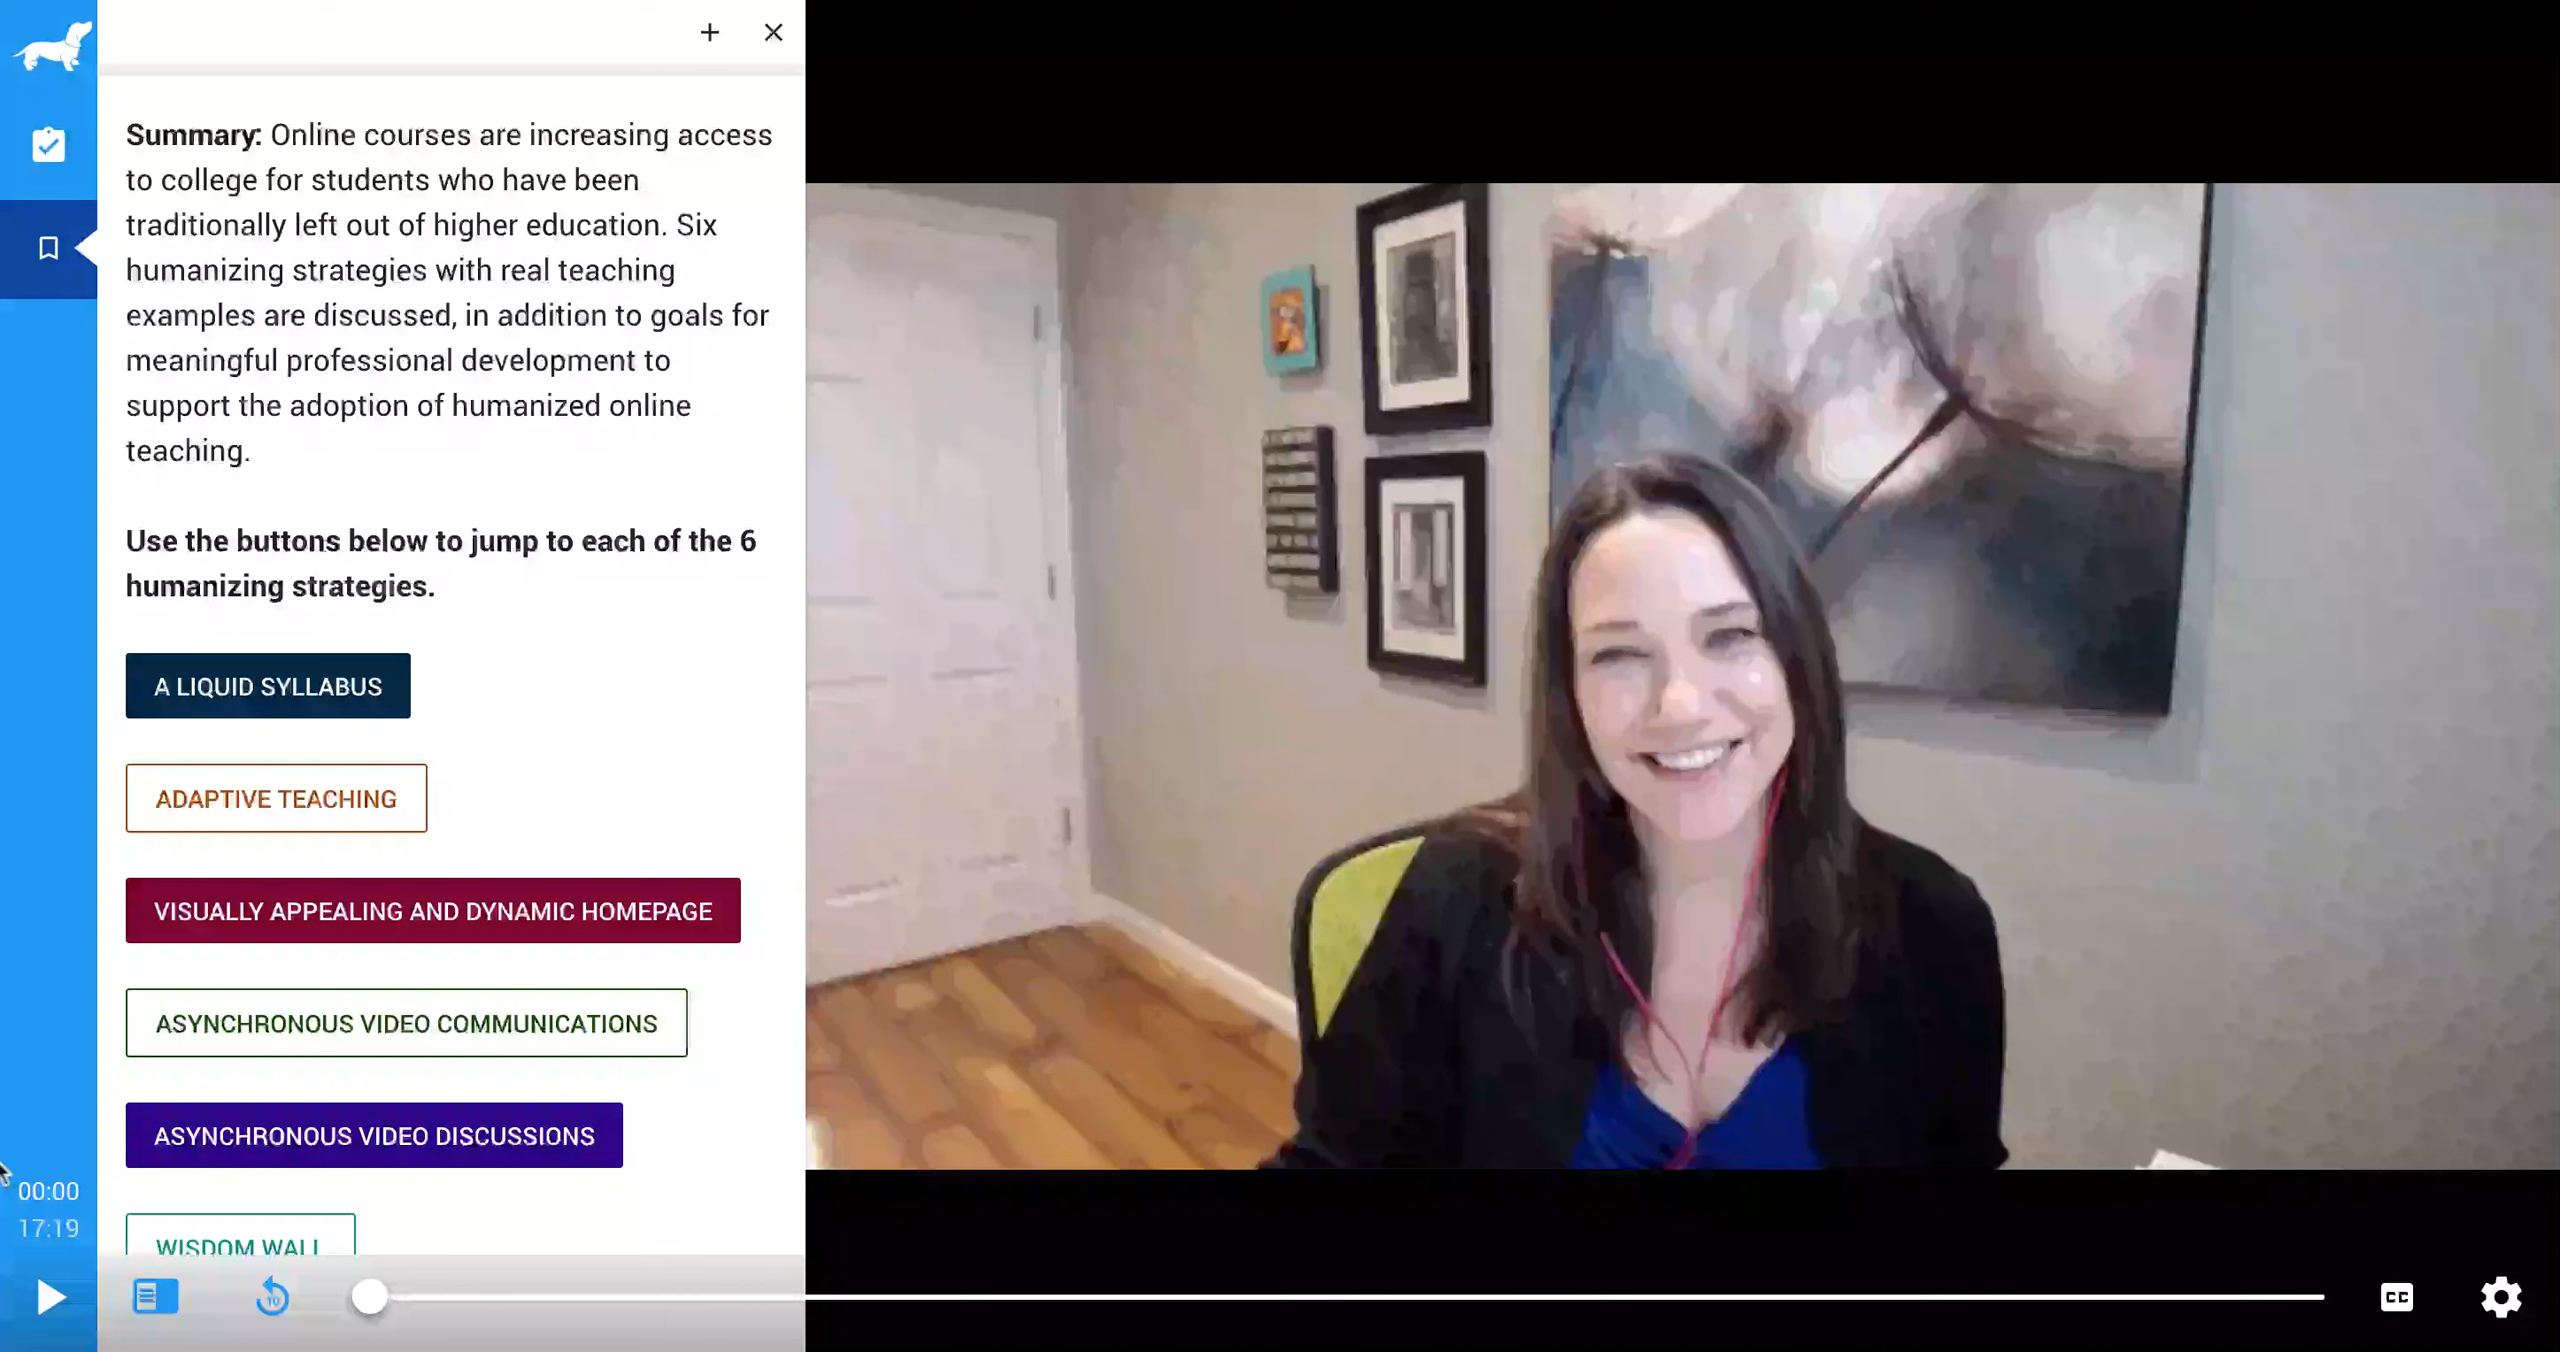 Summary: Online courses are increasing access
to college for students who have been
traditionally left out of higher education. Six
humanizing strategies with real teaching
examples are discussed, in addition to goals for
meaningful professional development to
support the adoption of humanized online
teaching.
Use the buttons below to jump to each of the 6
humanizing strategies.
A LIQUID SYLLABUS
ADAPTIVE TEACHING
VISUALLY APPEALING AND DYNAMIC HOMEPAGE
ASYNCHRONOUS VIDEO COMMUNICATIONS
ASYNCHRONOUS VIDEO DISCUSSIONS
WISDOM WALL
00:00
17:19
10
CC